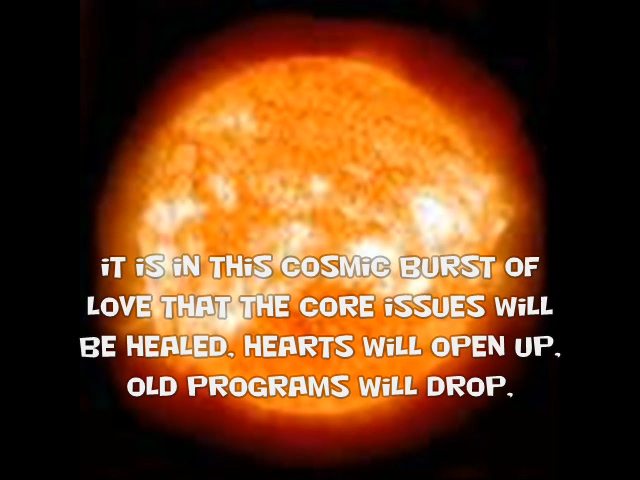 iT iS iN THiS COSMiC BURST OF
LOVE THAT THE CORE iSSUES WiLL
BE HEALED, HEARTS WiLL OPEN UP,
OLD PROGRAMS WiLL DROP,